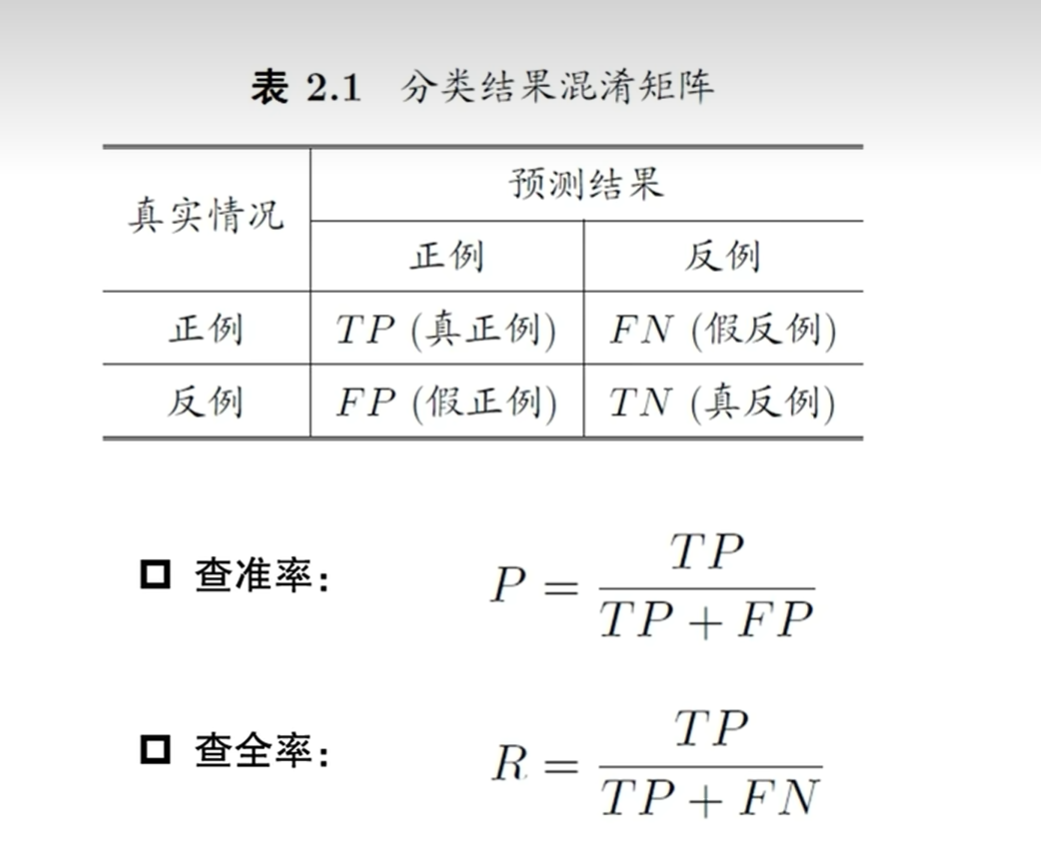 表 2.1 分类结果混淆矩阵
真实情况 预测结果
正例 反例
正例 TP (真正例) FN (假反例)
反例 FP (假正例) TN (真反例)
查准率： P = TP / (TP + FP)
查全率： R = TP / (TP + FN)